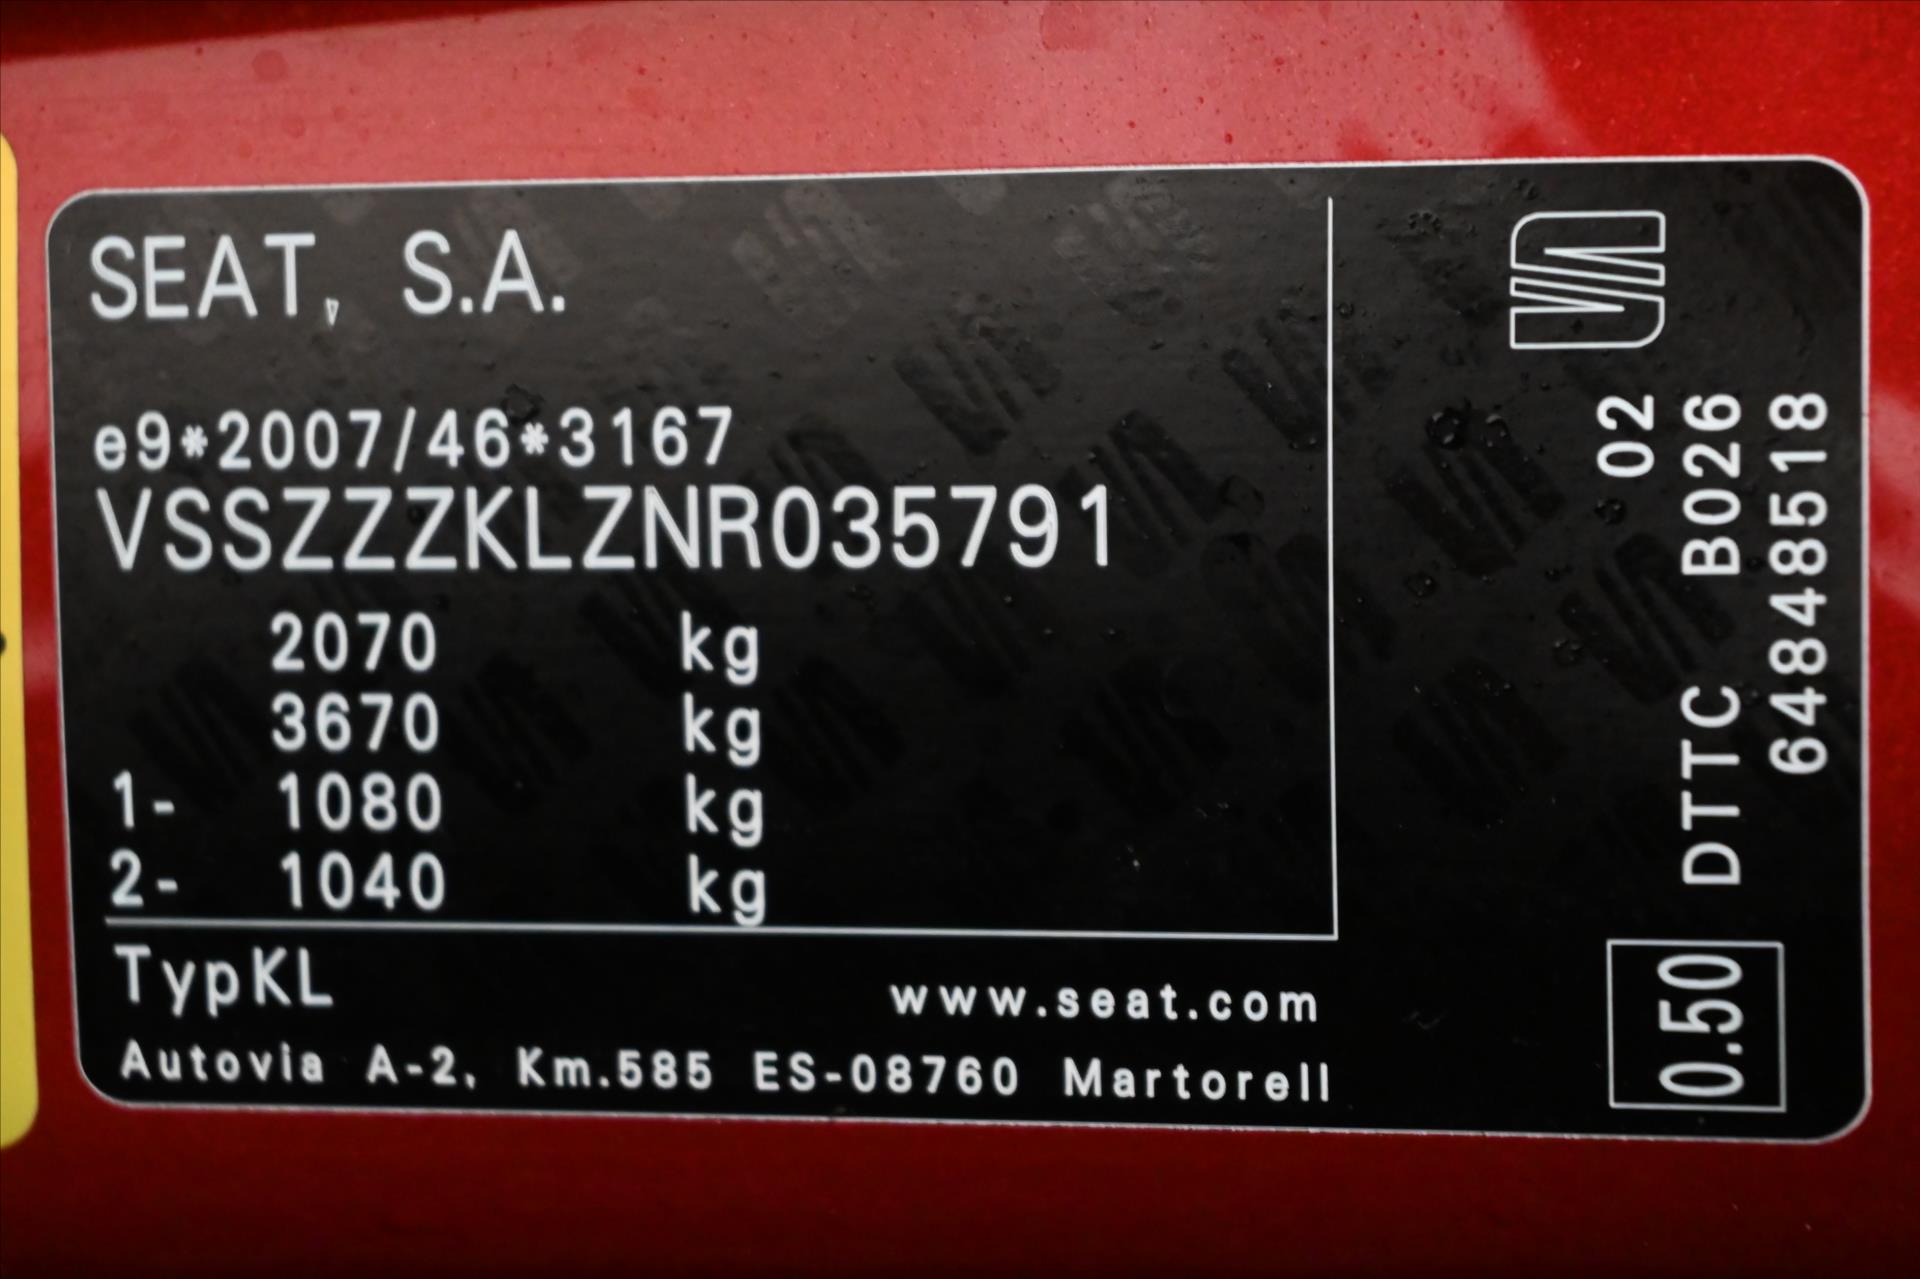 SEAT, S.A.
e9*2007/46*3167
VSSZZZKLZNR035791
2070 kg
3670 kg
1- 1080 kg
2- 1040 kg
TypKL
www.seat.com
Autovia A-2, Km.585 ES-08760 Martorell
02
DTTC B026
64848518
0.50